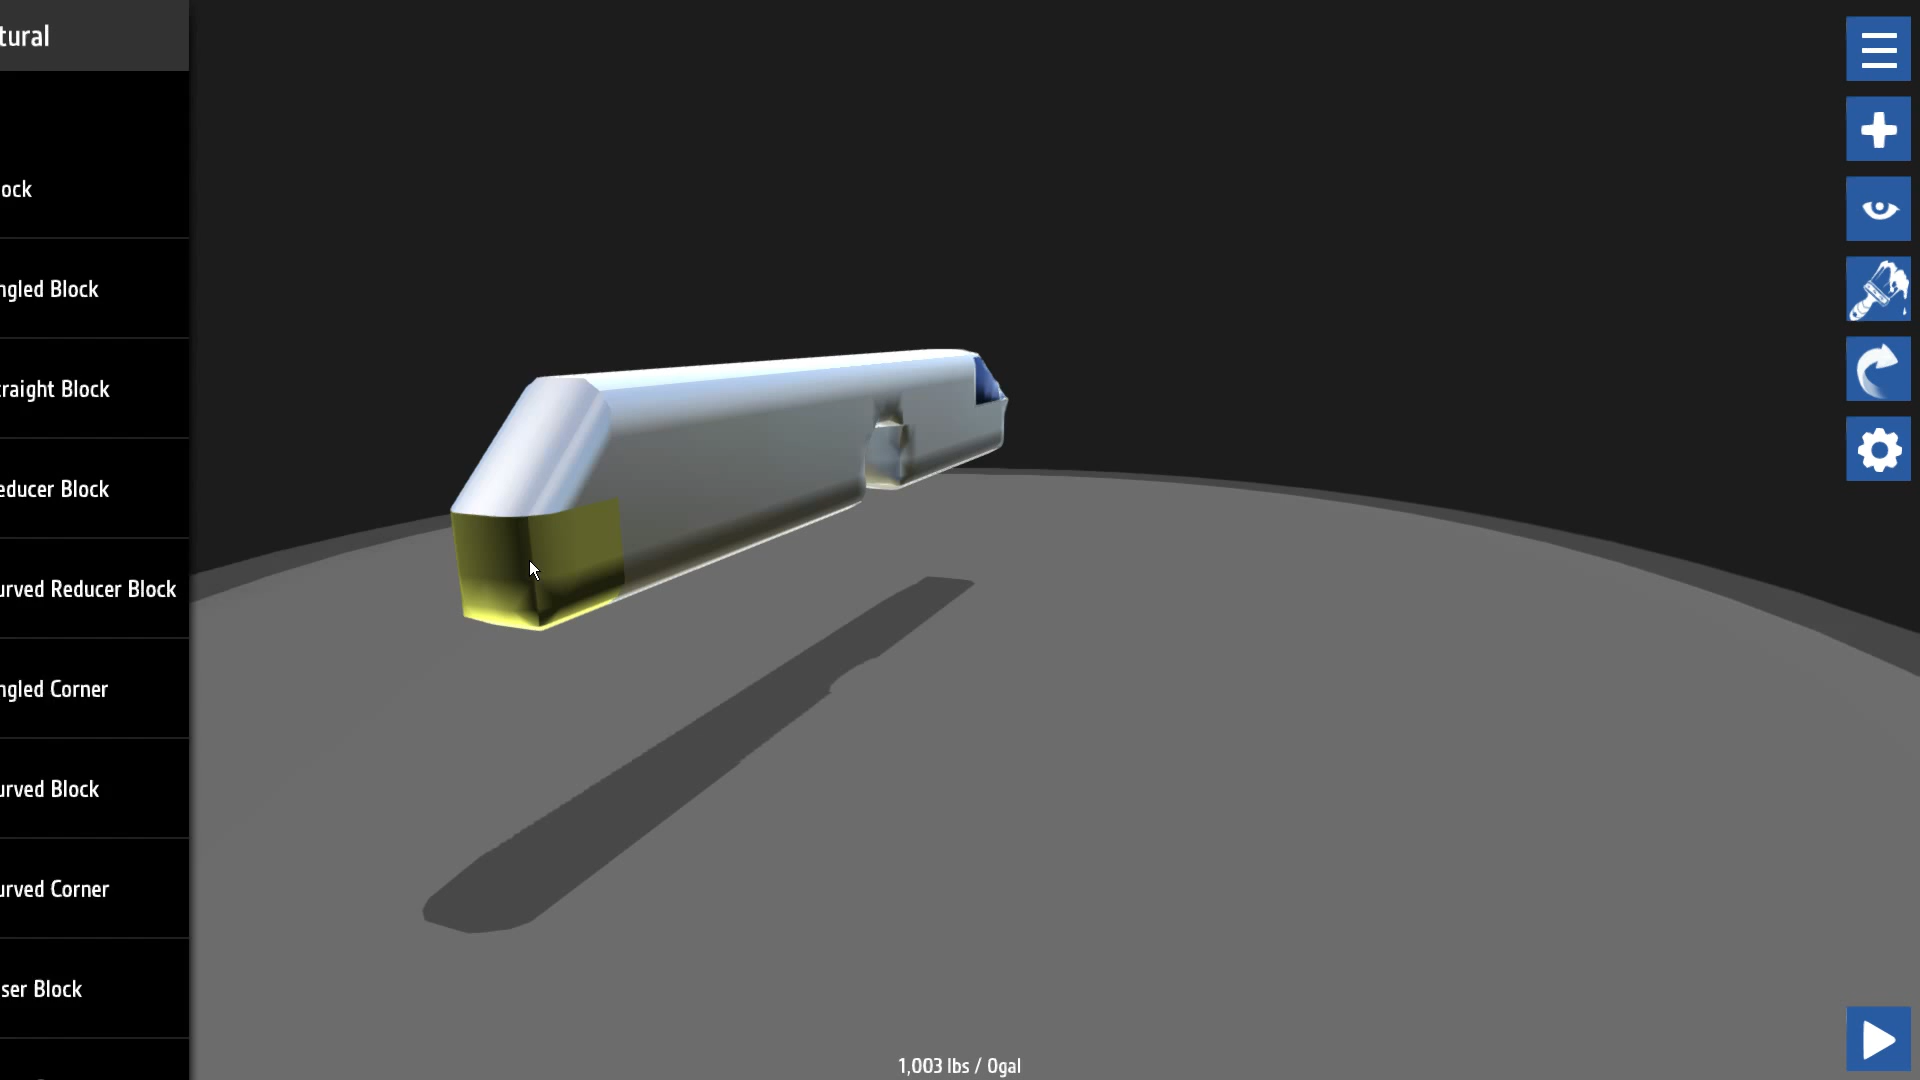 tural
ock
ngled Block
raight Block
educer Block
urved Reducer Block
ngled Corner
urved Block
urved Corner
ser Block
1,003 lbs / 0gal